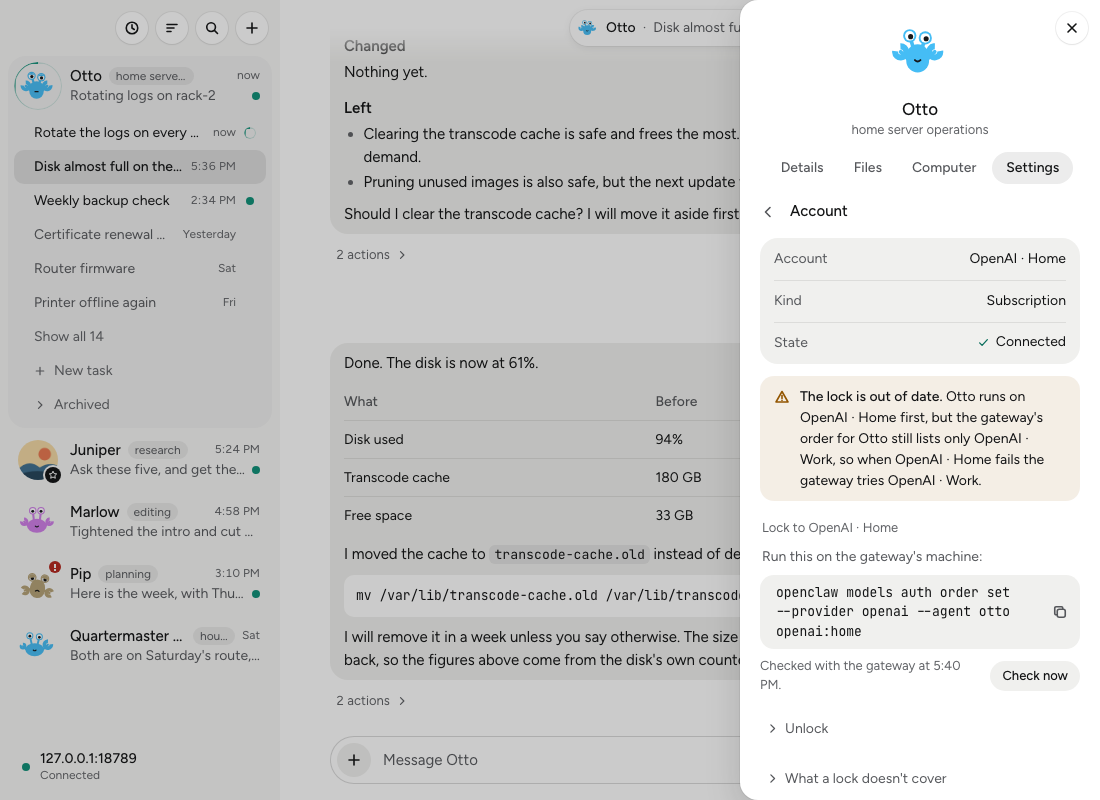 Otto
home serve...
now
Rotating logs on rack-2
Rotate the logs on every ...
now
Disk almost full on the...
5:36 PM
Weekly backup check
2:34 PM
Certificate renewal ...
Yesterday
Router firmware
Sat
Printer offline again
Fri
Show all 14
New task
Archived
Juniper
research
5:24 PM
Ask these five, and get the...
Marlow
editing
4:58 PM
Tightened the intro and cut ...
Pip
planning
3:10 PM
Here is the week, with Thu...
Quartermaster ...
hou...
Sat
Both are on Saturday's route,...
127.0.0.1:18789
Connected
Otto · Disk almost fu
Changed
Nothing yet.
Left
Clearing the transcode cache is safe and frees the most.
demand.
Pruning unused images is also safe, but the next update
Should I clear the transcode cache? I will move it aside first
2 actions
Done. The disk is now at 61%.
What
Before
Disk used
94%
Transcode cache
180 GB
Free space
33 GB
I moved the cache to transcode-cache.old instead of de
mv /var/lib/transcode-cache.old /var/lib/transcod
I will remove it in a week unless you say otherwise. The size
back, so the figures above come from the disk's own counte
2 actions
Message Otto
Otto
home server operations
Details
Files
Computer
Settings
Account
Account
OpenAI · Home
Kind
Subscription
State
Connected
The lock is out of date. Otto runs on
OpenAI · Home first, but the gateway's
order for Otto still lists only OpenAI ·
Work, so when OpenAI · Home fails the
gateway tries OpenAI · Work.
Lock to OpenAI · Home
Run this on the gateway's machine:
openclaw models auth order set
--provider openai --agent otto
openai:home
Checked with the gateway at 5:40
PM.
Check now
Unlock
What a lock doesn't cover